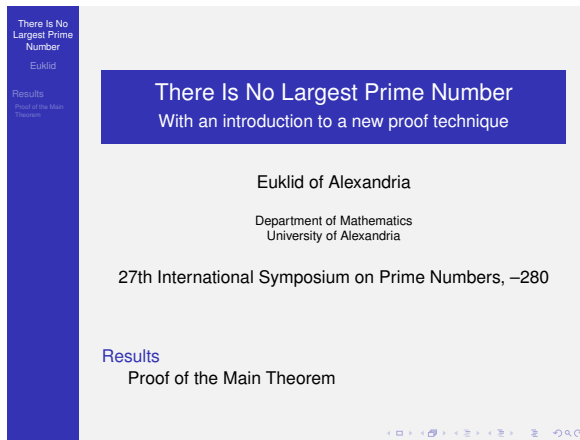 There Is No
Largest Prime
Number
Euklid
Results
Proof of the Main
Theorem
There Is No Largest Prime Number
With an introduction to a new proof technique
Euklid of Alexandria
Department of Mathematics
University of Alexandria
27th International Symposium on Prime Numbers, –280
Results
Proof of the Main Theorem